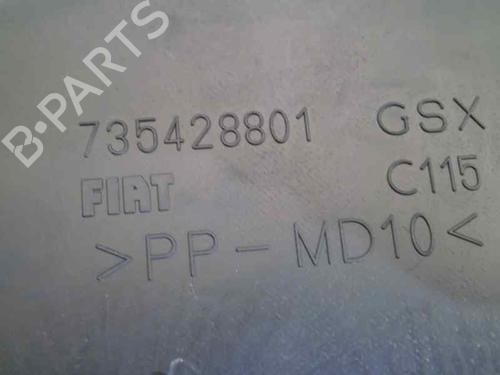 B-PARTS
735428801 GSX
FIAT C115
>PP-MD10<